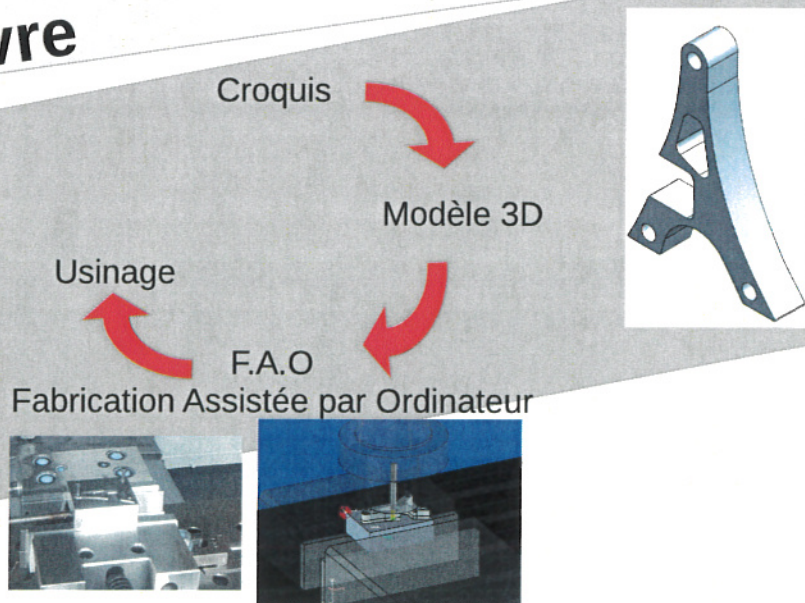 vre
Croquis
Modèle 3D
Usinage
F.A.O
Fabrication Assistée par Ordinateur